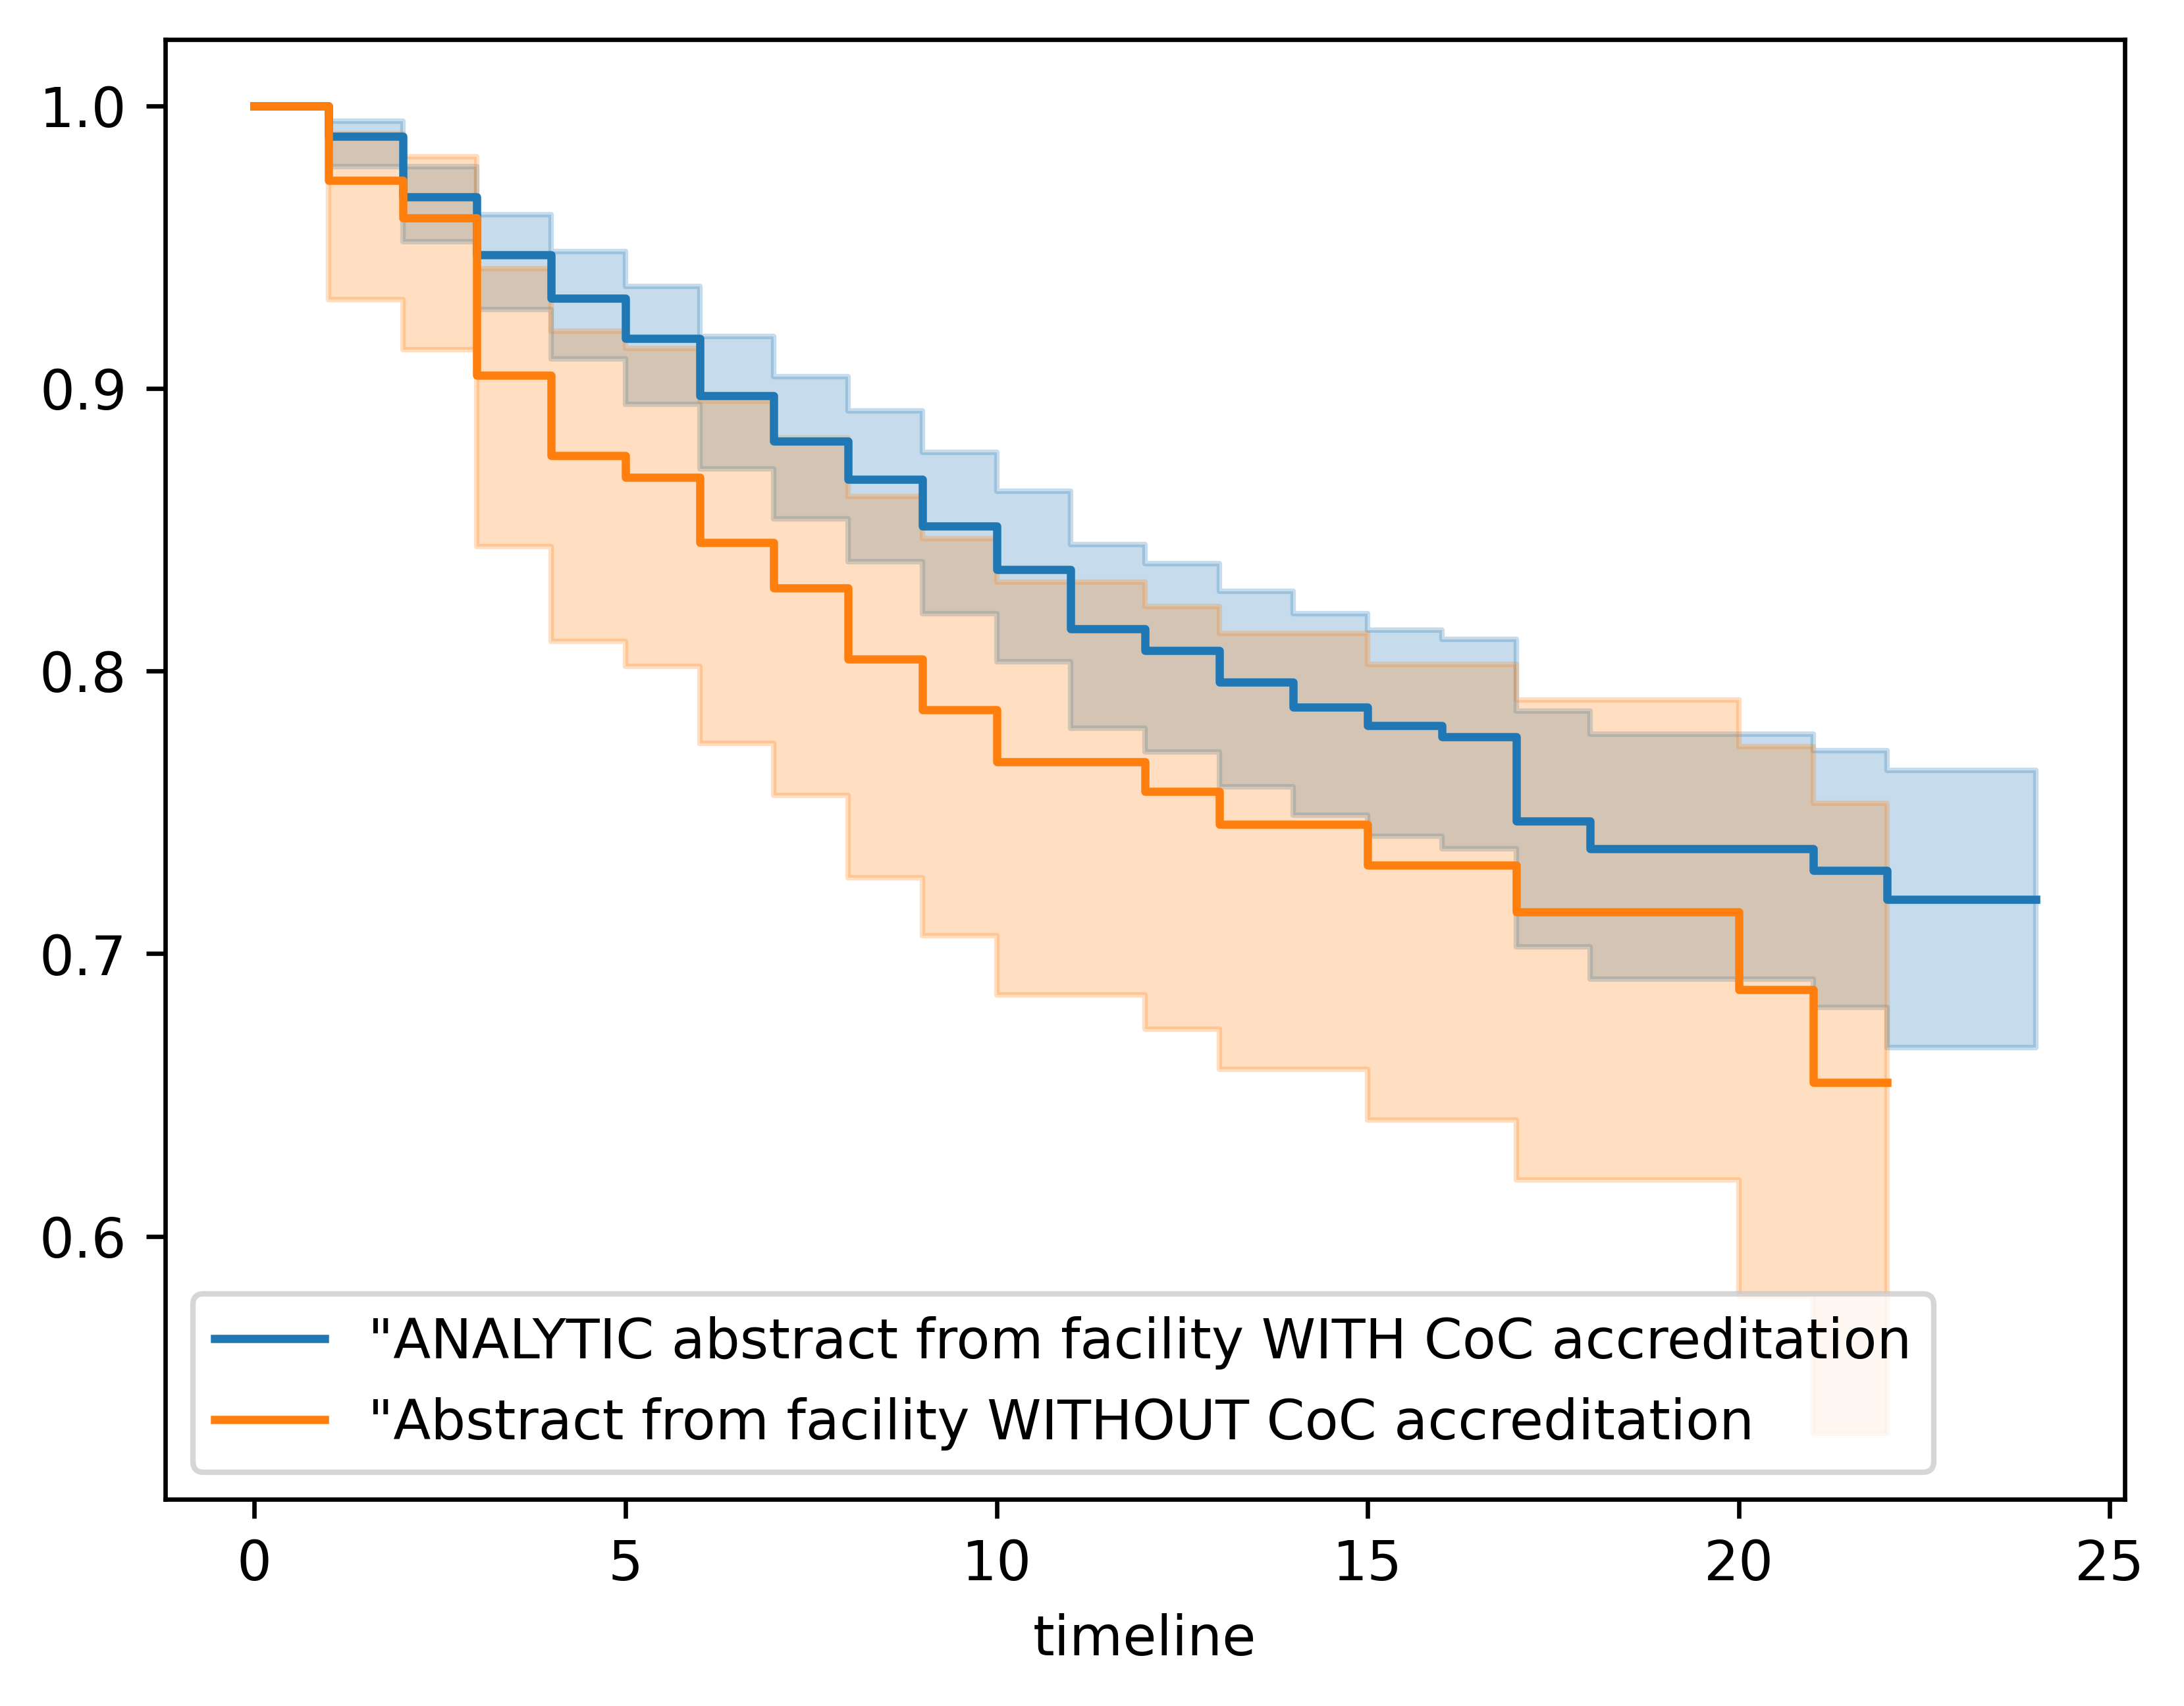 1.0
0.9
0.8
0.7
0.6
"ANALYTIC abstract from facility WITH CoC accreditation
"Abstract from facility WITHOUT CoC accreditation
0 5 10 15 20 25
timeline